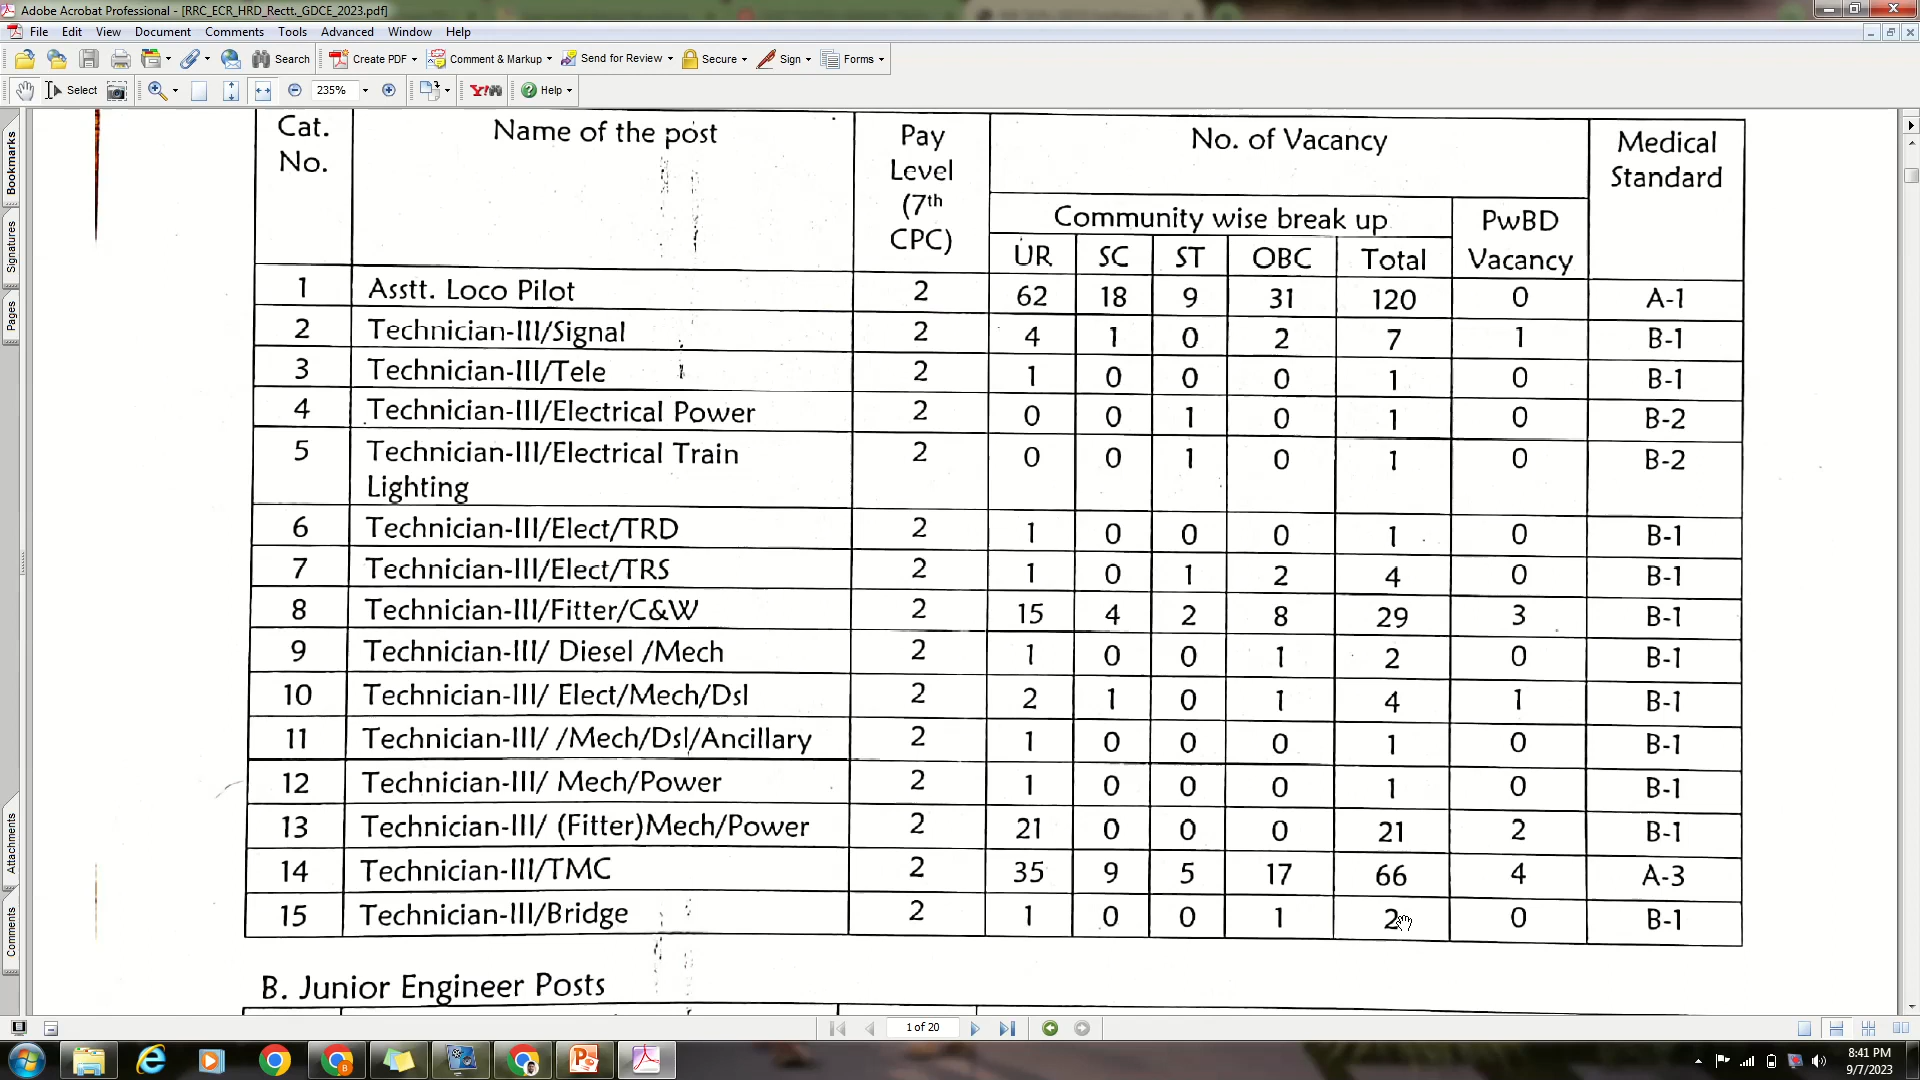 Adobe Acrobat Professional - [RRC_ECR_HRD_Rectt._GDCE_2023.pdf]
File Edit View Document Comments Tools Advanced Window Help
Search Create PDF Comment & Markup Send for Review Secure Sign Forms
Select 235% Y! Help
Bookmarks
Signatures
Pages
Attachments
Comments
Cat. No. Name of the post Pay Level (7th CPC) No. of Vacancy Medical Standard
Community wise break up PwBD Vacancy
UR SC ST OBC Total
1 Asstt. Loco Pilot 2 62 18 9 31 120 0 A-1
2 Technician-III/Signal 2 4 1 0 2 7 1 B-1
3 Technician-III/Tele 2 1 0 0 0 1 0 B-1
4 Technician-III/Electrical Power 2 0 0 1 0 1 0 B-2
5 Technician-III/Electrical Train 2 0 0 1 0 1 0 B-2
Lighting
6 Technician-III/Elect/TRD 2 1 0 0 0 1 0 B-1
7 Technician-III/Elect/TRS 2 1 0 1 2 4 0 B-1
8 Technician-III/Fitter/C&W 2 15 4 2 8 29 3 B-1
9 Technician-III/ Diesel /Mech 2 1 0 0 1 2 0 B-1
10 Technician-III/ Elect/Mech/Dsl 2 2 1 0 1 4 1 B-1
11 Technician-III/ /Mech/Dsl/Ancillary 2 1 0 0 0 1 0 B-1
12 Technician-III/ Mech/Power 2 1 0 0 0 1 0 B-1
13 Technician-III/ (Fitter)Mech/Power 2 21 0 0 0 21 2 B-1
14 Technician-III/TMC 2 35 9 5 17 66 4 A-3
15 Technician-III/Bridge 2 1 0 0 1 2 0 B-1
B. Junior Engineer Posts
1 of 20
8:41 PM
9/7/2023